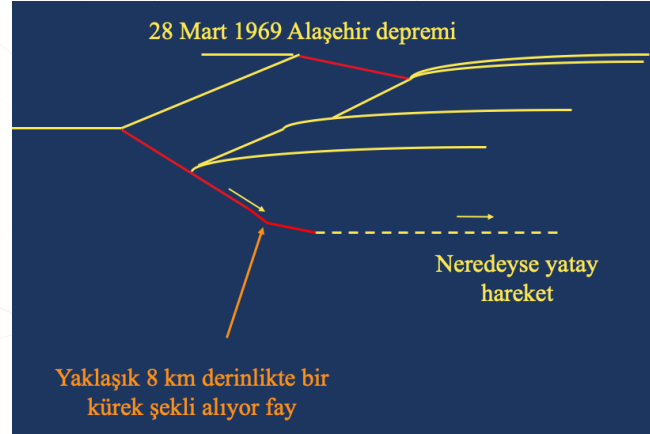 28 Mart 1969 Alaşehir depremi
Neredeyse yatay
hareket
Yaklaşık 8 km derinlikte bir
kürek şekli alıyor fay